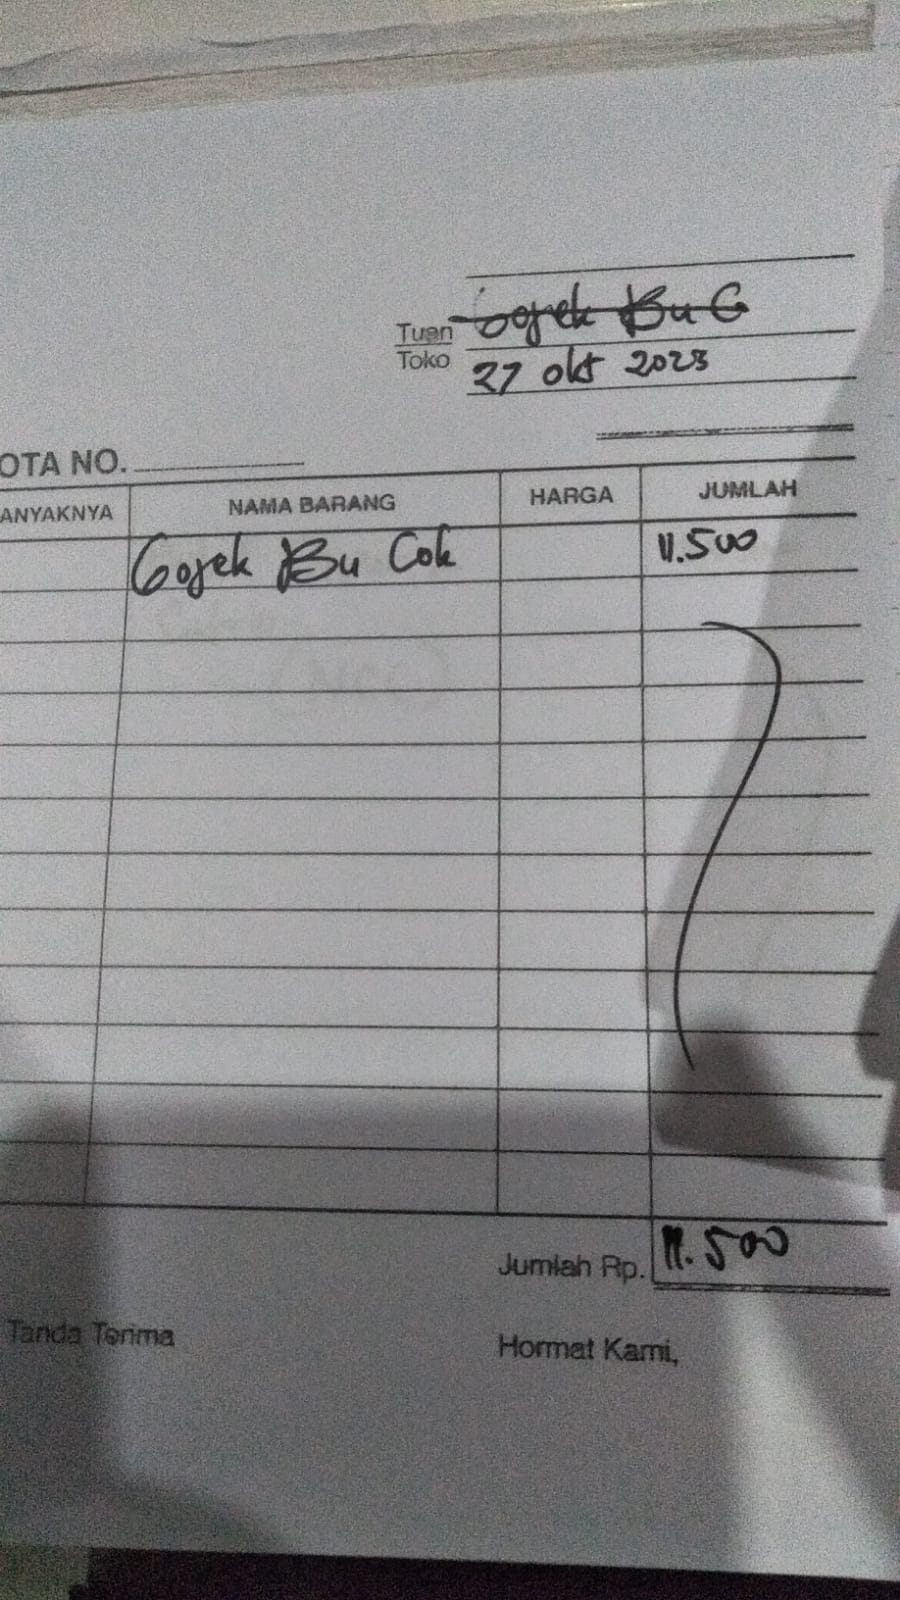 Gojek Bu C
Tuan
Toko
27 okt 2023
OTA NO.
ANYAKNYA NAMA BARANG HARGA JUMLAH
Gojek Bu Cok 11.500
Jumlah Rp. 11.500
Tanda Terima Hormat Kami,